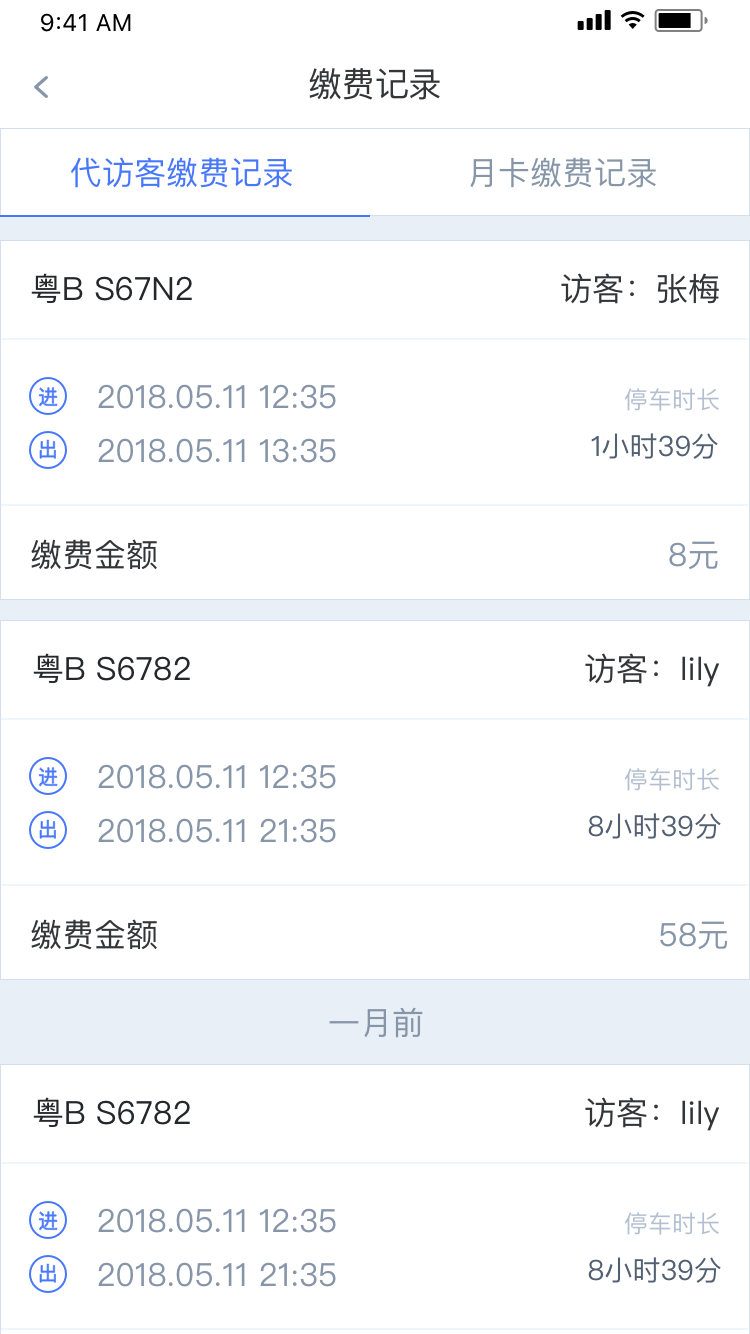 9:41 AM
缴费记录
代访客缴费记录 月卡缴费记录
粤B S67N2 访客：张梅
进 2018.05.11 12:35 停车时长
出 2018.05.11 13:35 1小时39分
缴费金额 8元
粤B S6782 访客：lily
进 2018.05.11 12:35 停车时长
出 2018.05.11 21:35 8小时39分
缴费金额 58元
一月前
粤B S6782 访客：lily
进 2018.05.11 12:35 停车时长
出 2018.05.11 21:35 8小时39分